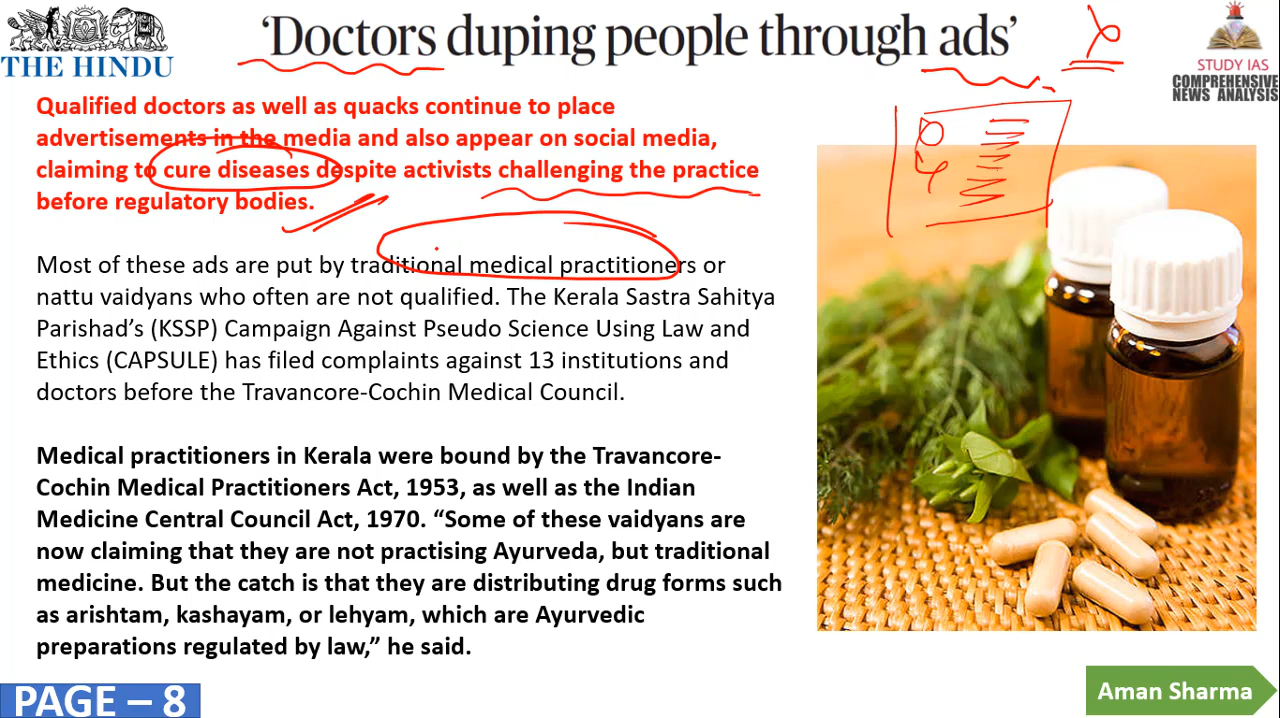 THE HINDU
‘Doctors duping people through ads’
STUDY IAS
COMPREHENSIVE
NEWS ANALYSIS
Qualified doctors as well as quacks continue to place
advertisements in the media and also appear on social media,
claiming to cure diseases despite activists challenging the practice
before regulatory bodies.
Most of these ads are put by traditional medical practitioners or
nattu vaidyans who often are not qualified. The Kerala Sastra Sahitya
Parishad’s (KSSP) Campaign Against Pseudo Science Using Law and
Ethics (CAPSULE) has filed complaints against 13 institutions and
doctors before the Travancore-Cochin Medical Council.
Medical practitioners in Kerala were bound by the Travancore-
Cochin Medical Practitioners Act, 1953, as well as the Indian
Medicine Central Council Act, 1970. “Some of these vaidyans are
now claiming that they are not practising Ayurveda, but traditional
medicine. But the catch is that they are distributing drug forms such
as arishtam, kashayam, or lehyam, which are Ayurvedic
preparations regulated by law,” he said.
PAGE – 8
Aman Sharma